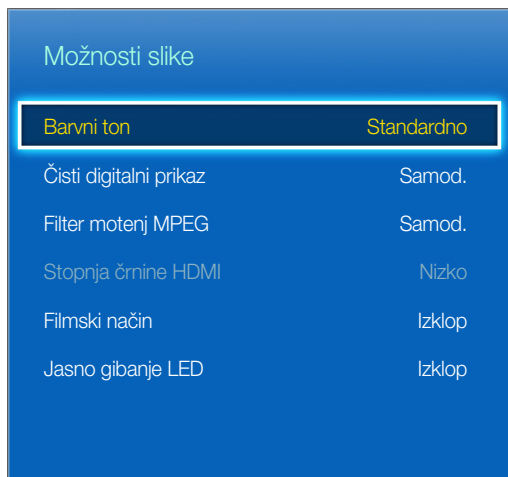 Možnosti slike
Barvni ton Standardno
Čisti digitalni prikaz Samod.
Filter motenj MPEG Samod.
Stopnja črnine HDMI Nizko
Filmski način Izklop
Jasno gibanje LED Izklop